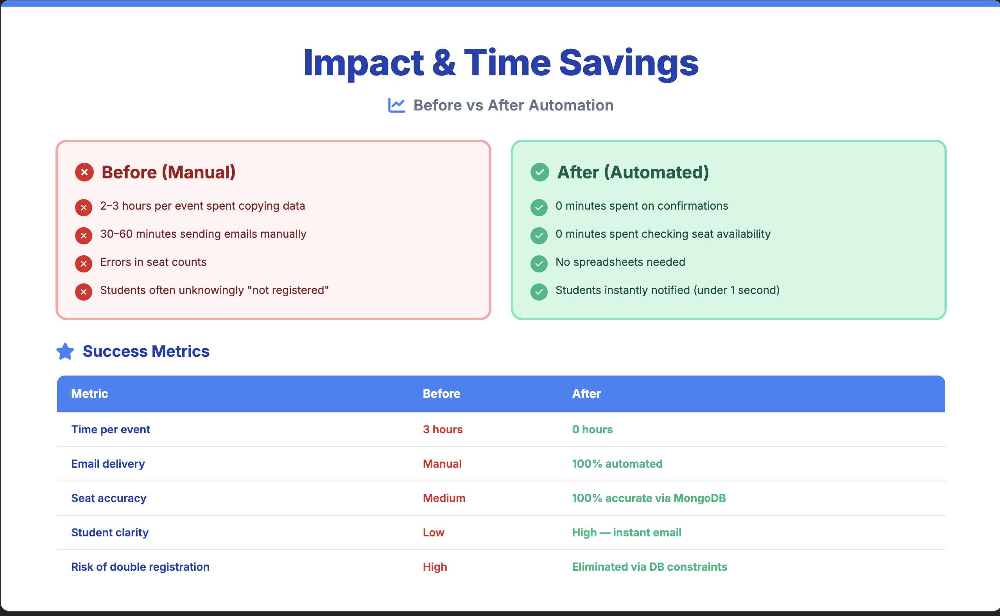 Impact & Time Savings
Before vs After Automation
Before (Manual)
2–3 hours per event spent copying data
30–60 minutes sending emails manually
Errors in seat counts
Students often unknowingly "not registered"
After (Automated)
0 minutes spent on confirmations
0 minutes spent checking seat availability
No spreadsheets needed
Students instantly notified (under 1 second)
Success Metrics
Metric Before After
Time per event 3 hours 0 hours
Email delivery Manual 100% automated
Seat accuracy Medium 100% accurate via MongoDB
Student clarity Low High — instant email
Risk of double registration High Eliminated via DB constraints